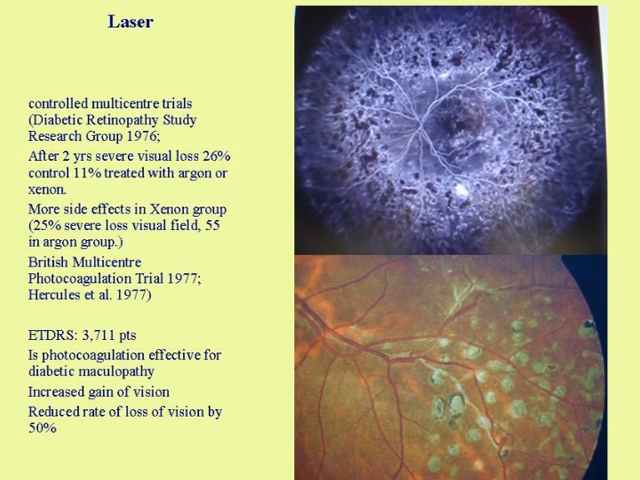 Laser
controlled multicentre trials
(Diabetic Retinopathy Study
Research Group 1976;
After 2 yrs severe visual loss 26%
control 11% treated with argon or
xenon.
More side effects in Xenon group
(25% severe loss visual field, 55
in argon group.)
British Multicentre
Photocoagulation Trial 1977;
Hercules et al. 1977)
ETDRS: 3,711 pts
Is photocoagulation effective for
diabetic maculopathy
Increased gain of vision
Reduced rate of loss of vision by
50%